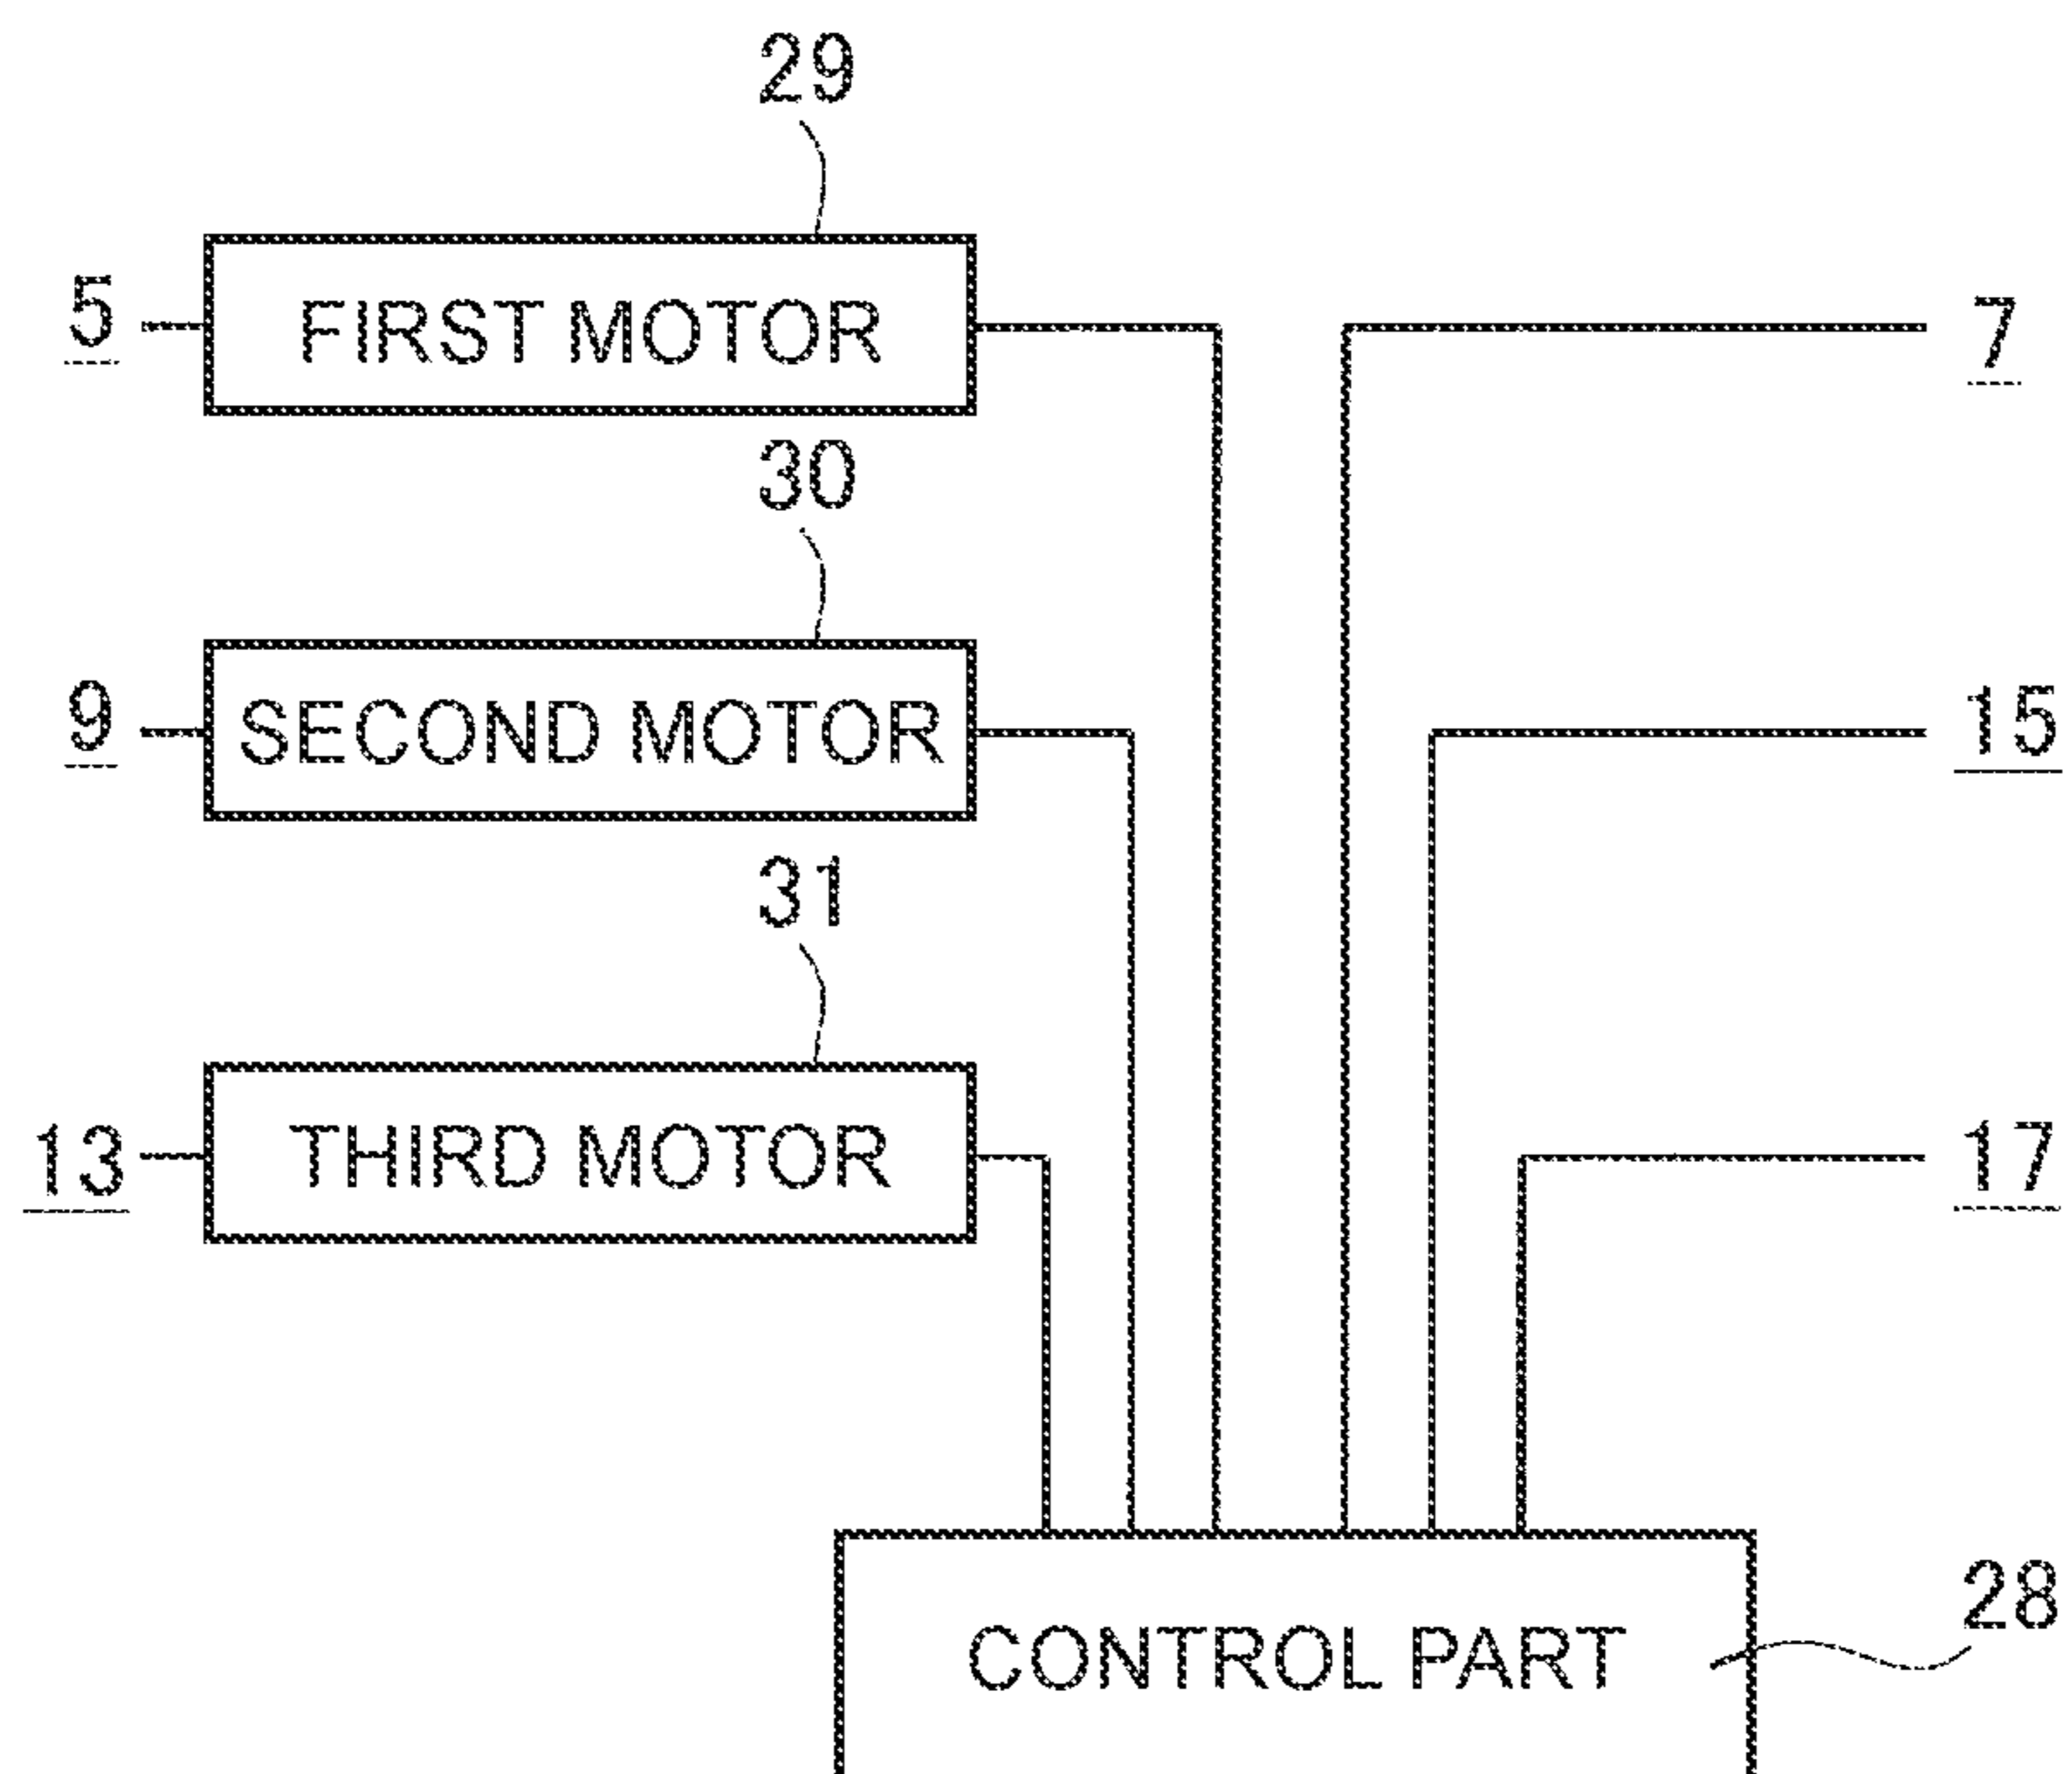 29
5 FIRST MOTOR 7
30
9 SECOND MOTOR 15
31
13 THIRD MOTOR 17
28
CONTROL PART